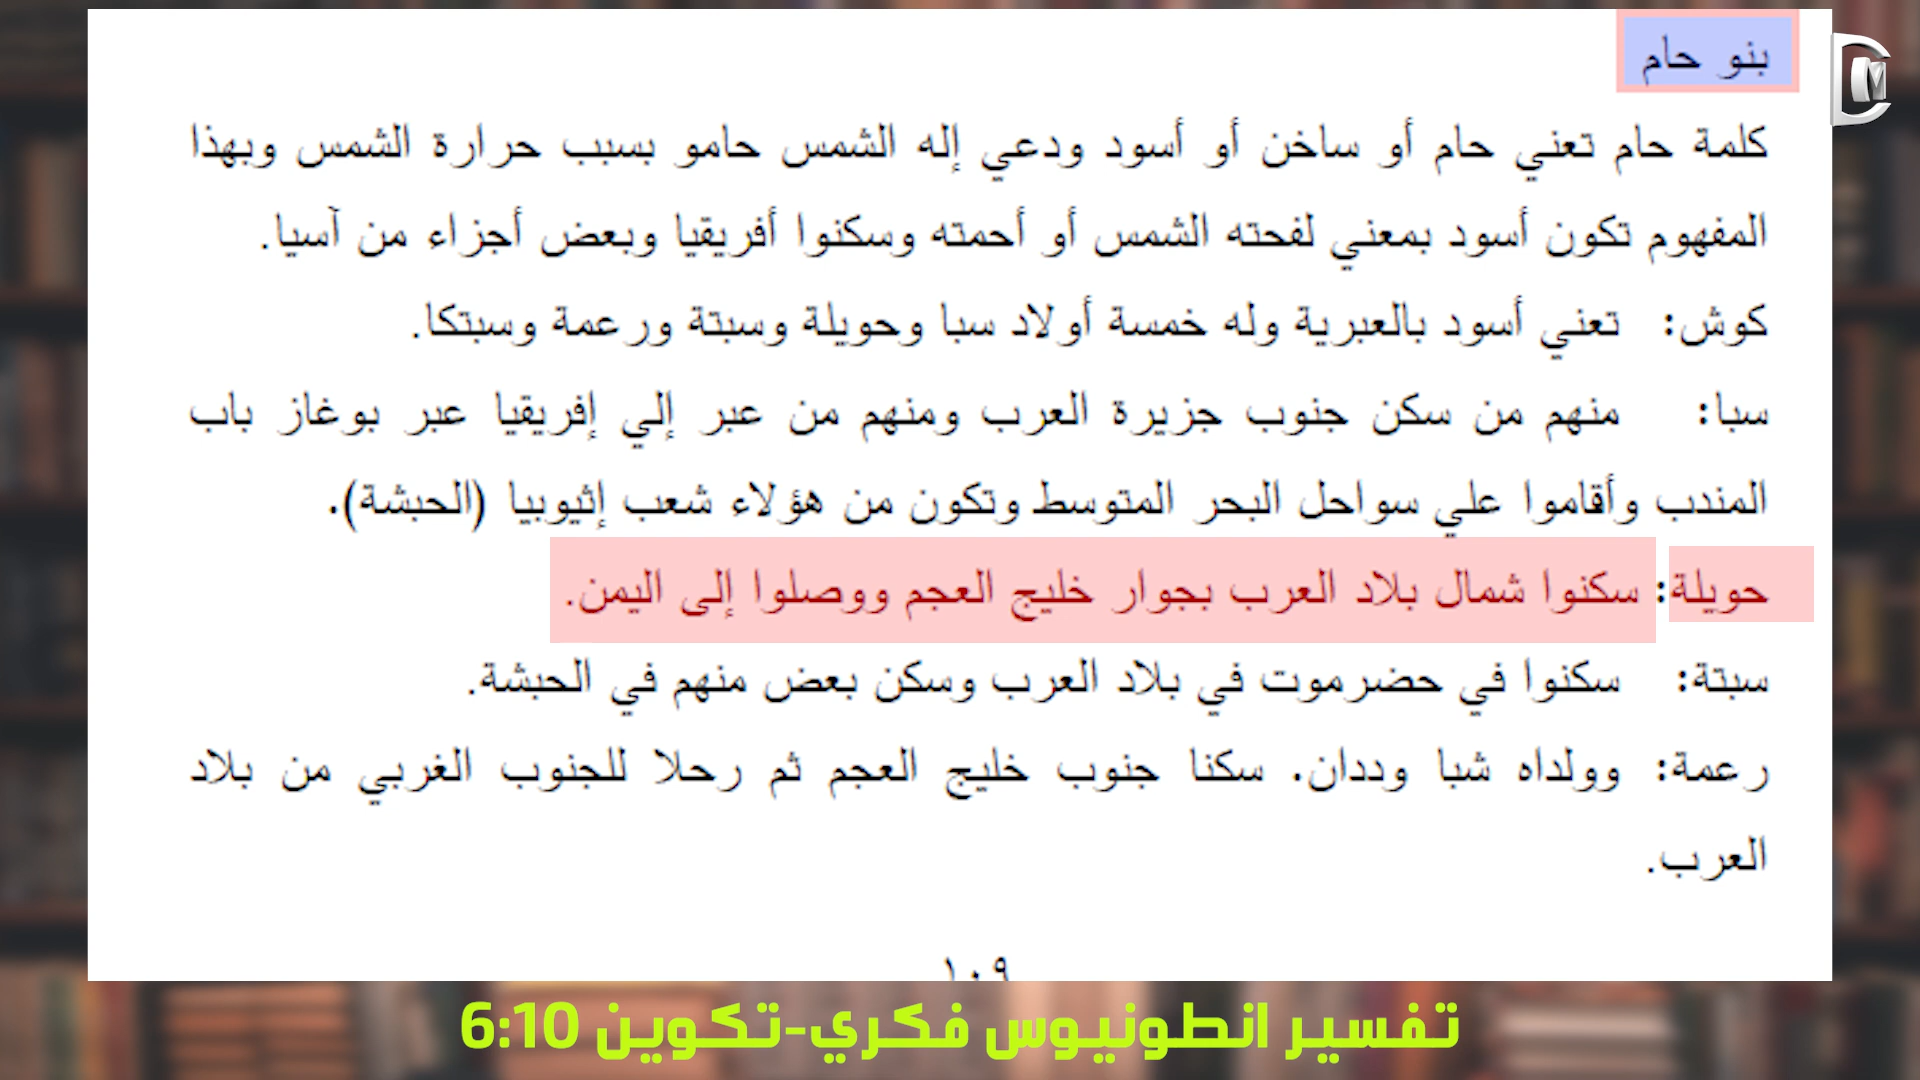 بنو حام
كلمة حام تعني حام أو ساخن أو أسود ودعي إله الشمس حامو بسبب حرارة الشمس وبهذا
المفهوم تكون أسود بمعني لفحته الشمس أو أحمته وسكنوا أفريقيا وبعض أجزاء من آسيا.
كوش: تعني أسود بالعبرية وله خمسة أولاد سبا وحويلة وسبتة ورعمة وسبتكا.
سبا: منهم من سكن جنوب جزيرة العرب ومنهم من عبر إلي إفريقيا عبر بوغاز باب
المندب وأقاموا علي سواحل البحر المتوسط وتكون من هؤلاء شعب إثيوبيا (الحبشة).
حويلة: سكنوا شمال بلاد العرب بجوار خليج العجم ووصلوا إلى اليمن.
سبتة: سكنوا في حضرموت في بلاد العرب وسكن بعض منهم في الحبشة.
رعمة: وولداه شبا وددان. سكنا جنوب خليج العجم ثم رحلا للجنوب الغربي من بلاد
العرب.
١٠٩
تفسير انطونيوس فكري-تكوين 6:10